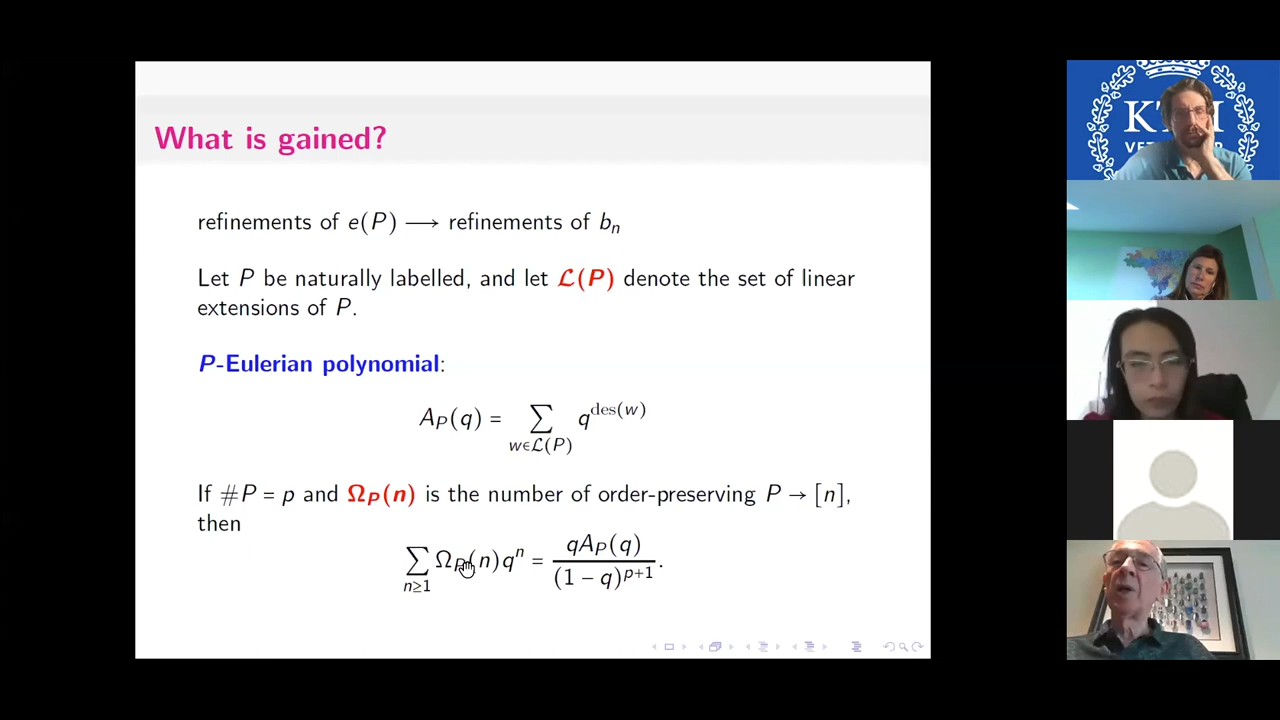 What is gained?
refinements of e(P) ⟶ refinements of bₙ
Let P be naturally labelled, and let 𝓛(P) denote the set of linear
extensions of P.
P-Eulerian polynomial:
A_P(q) = ∑_{w∈𝓛(P)} q^{des(w)}
If #P = p and Ω_P(n) is the number of order-preserving P → [n],
then
∑_{n≥1} Ω_P(n)qⁿ = qA_P(q) / (1 − q)^{p+1}.